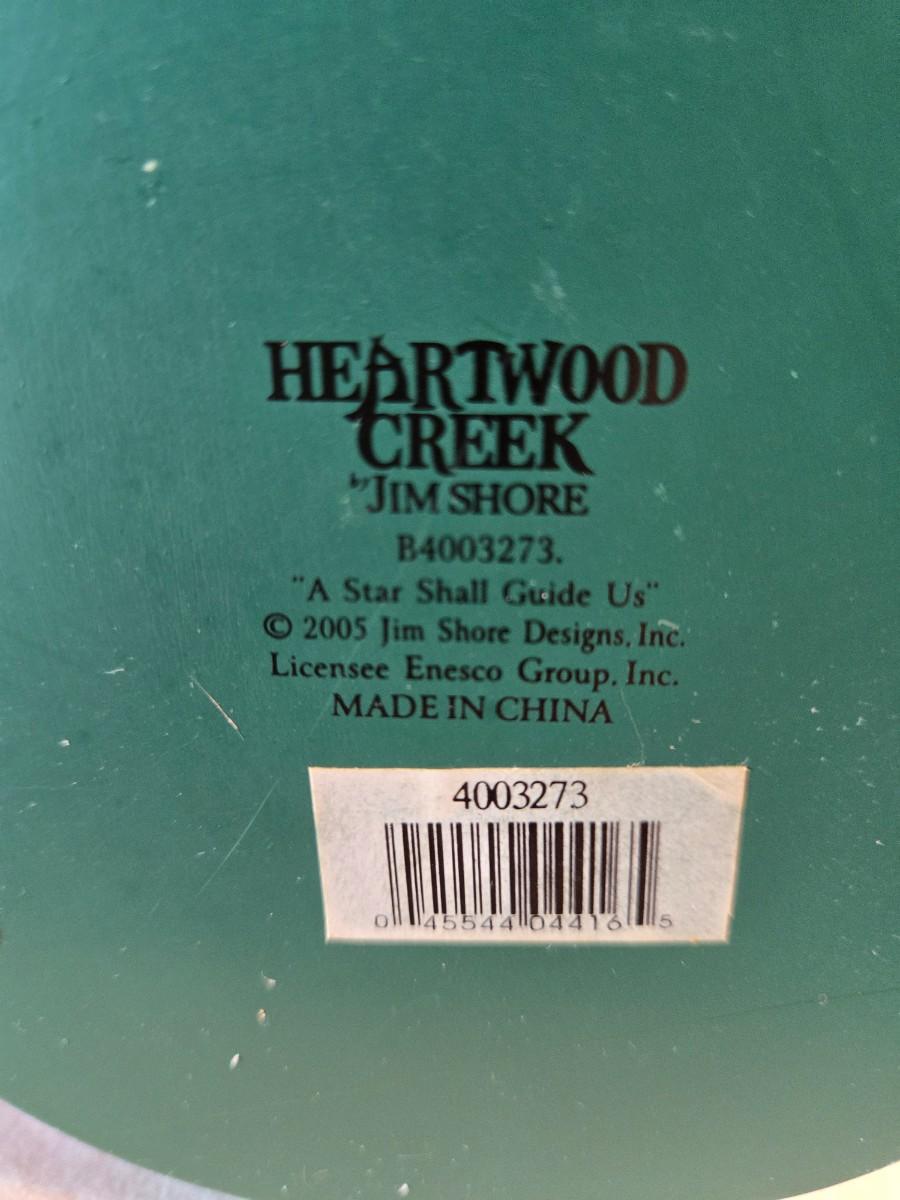 HEARTWOOD
CREEK
by JIM SHORE
B4003273.
"A Star Shall Guide Us"
© 2005 Jim Shore Designs, Inc.
Licensee Enesco Group, Inc.
MADE IN CHINA
4003273
0 45544 04416 5